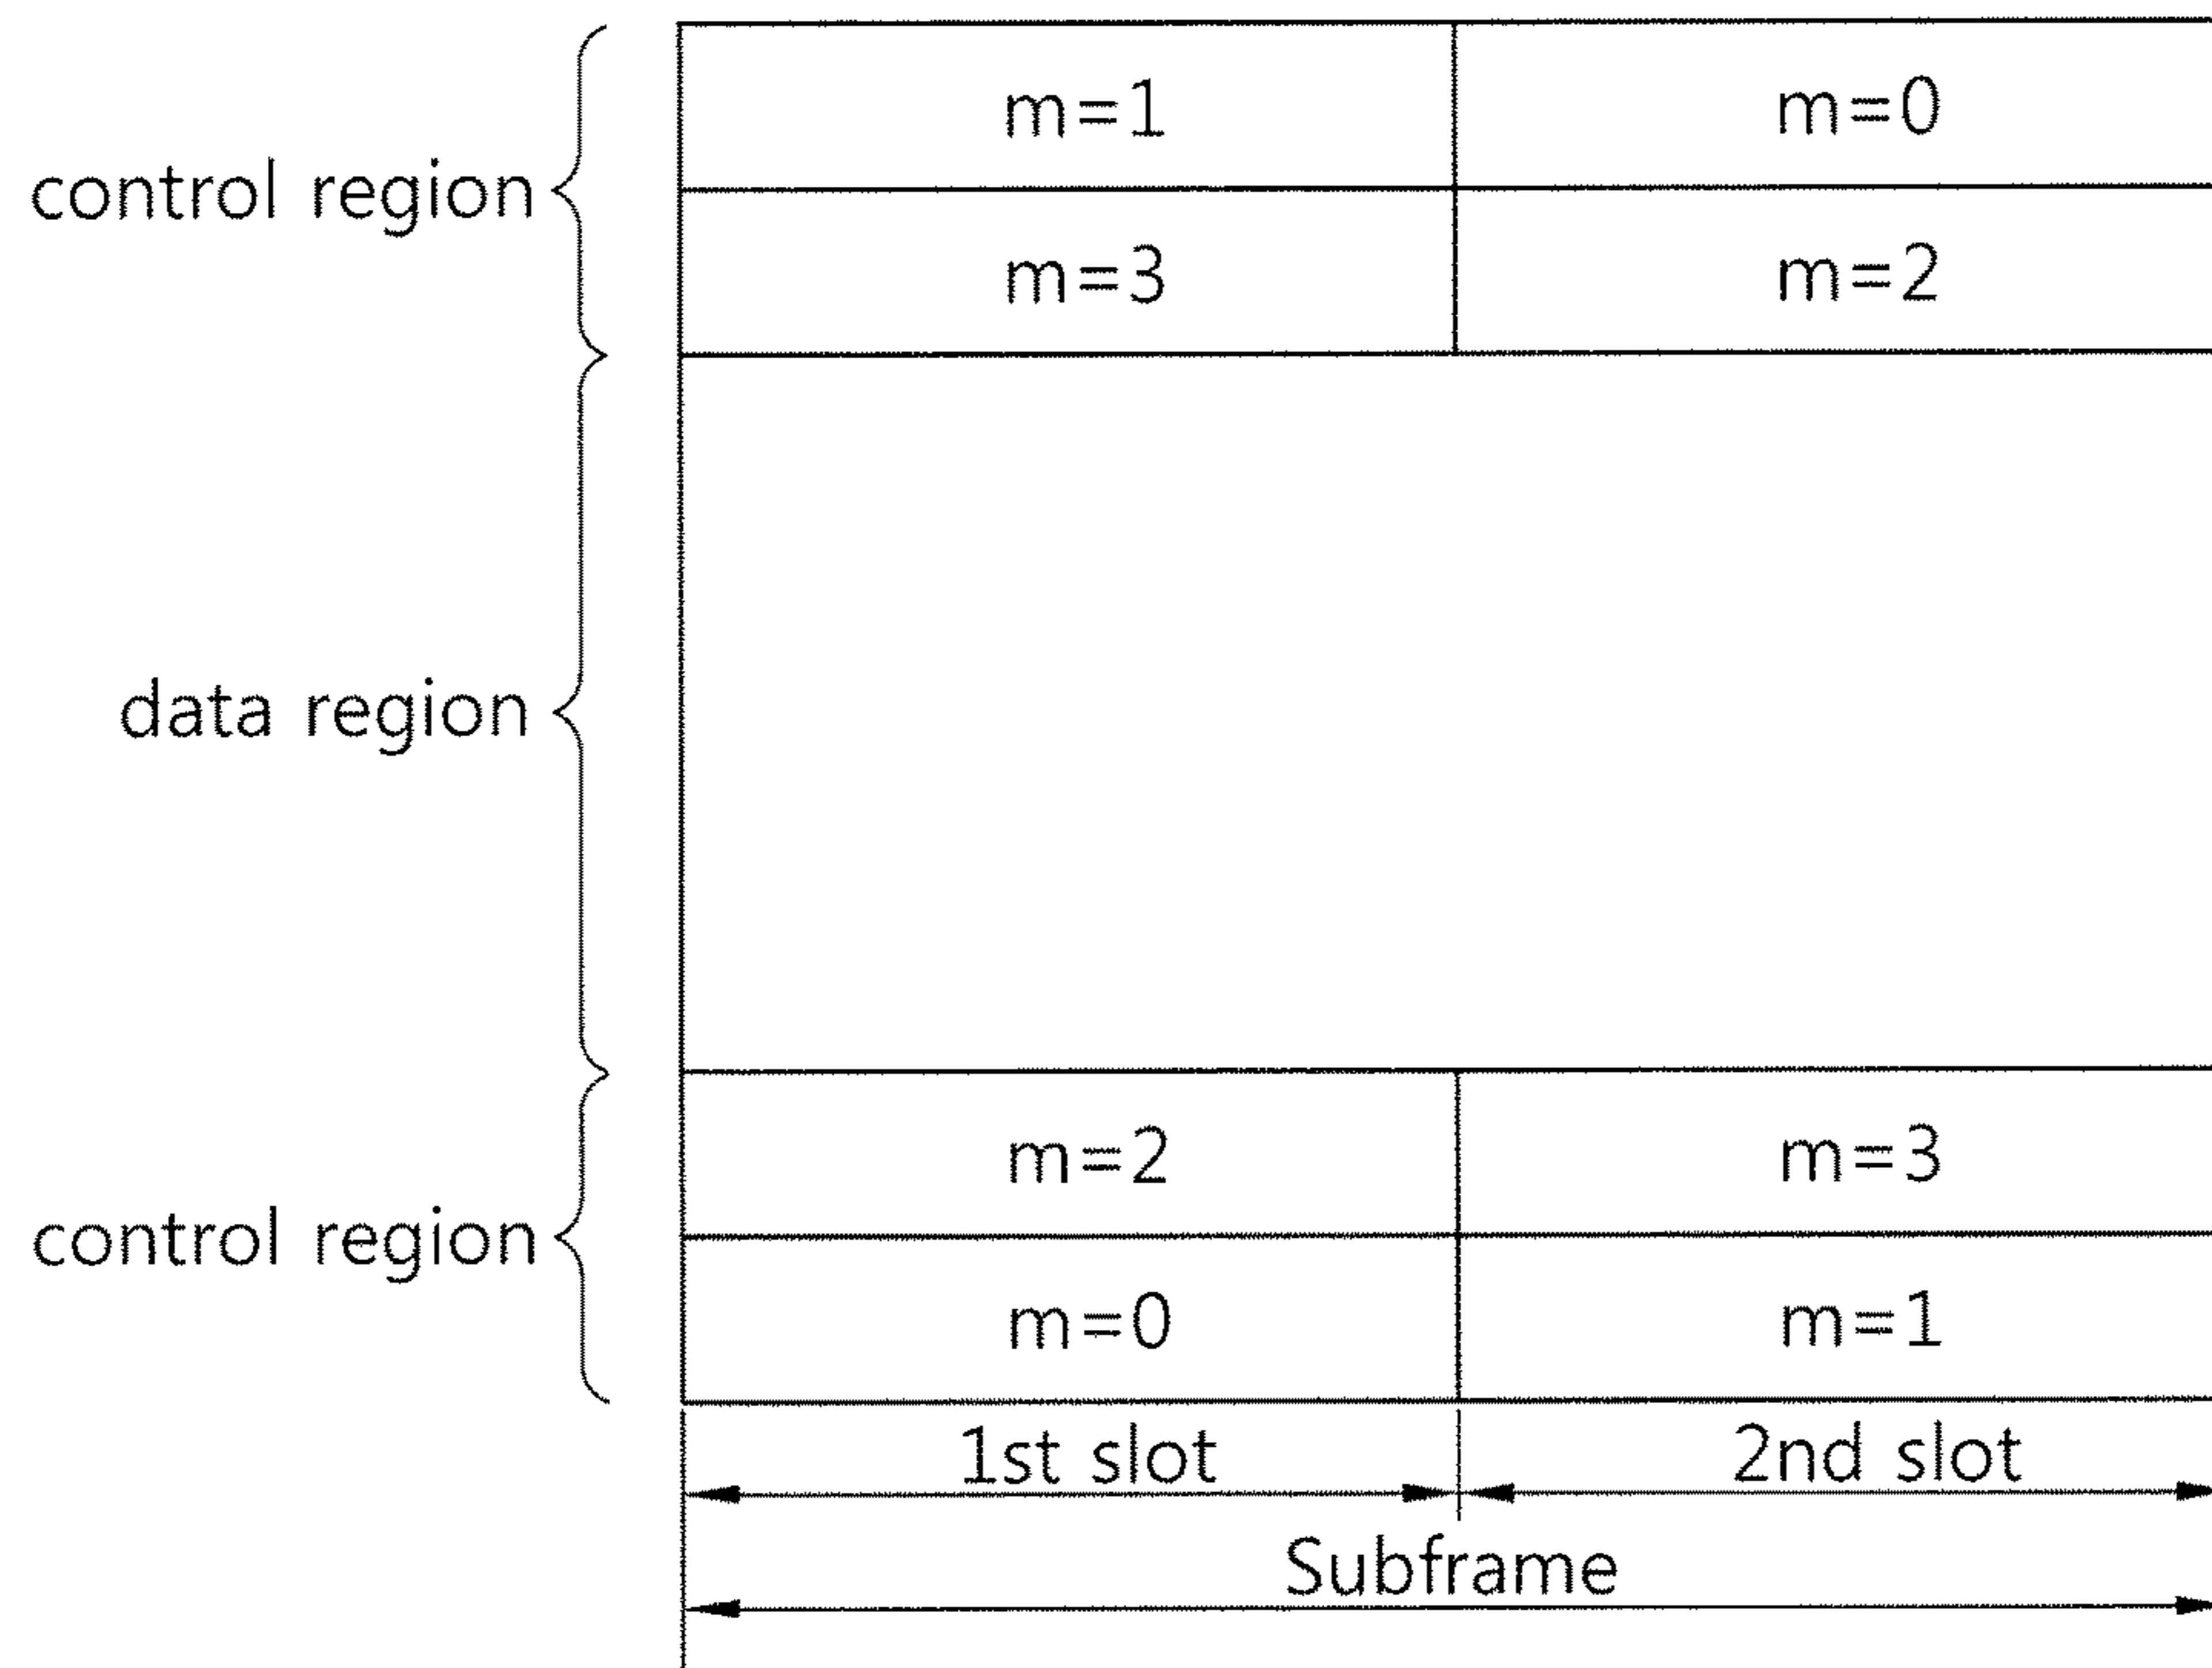 m=1 m=0
control region
m=3 m=2
data region
m=2 m=3
control region
m=0 m=1
1st slot 2nd slot
Subframe